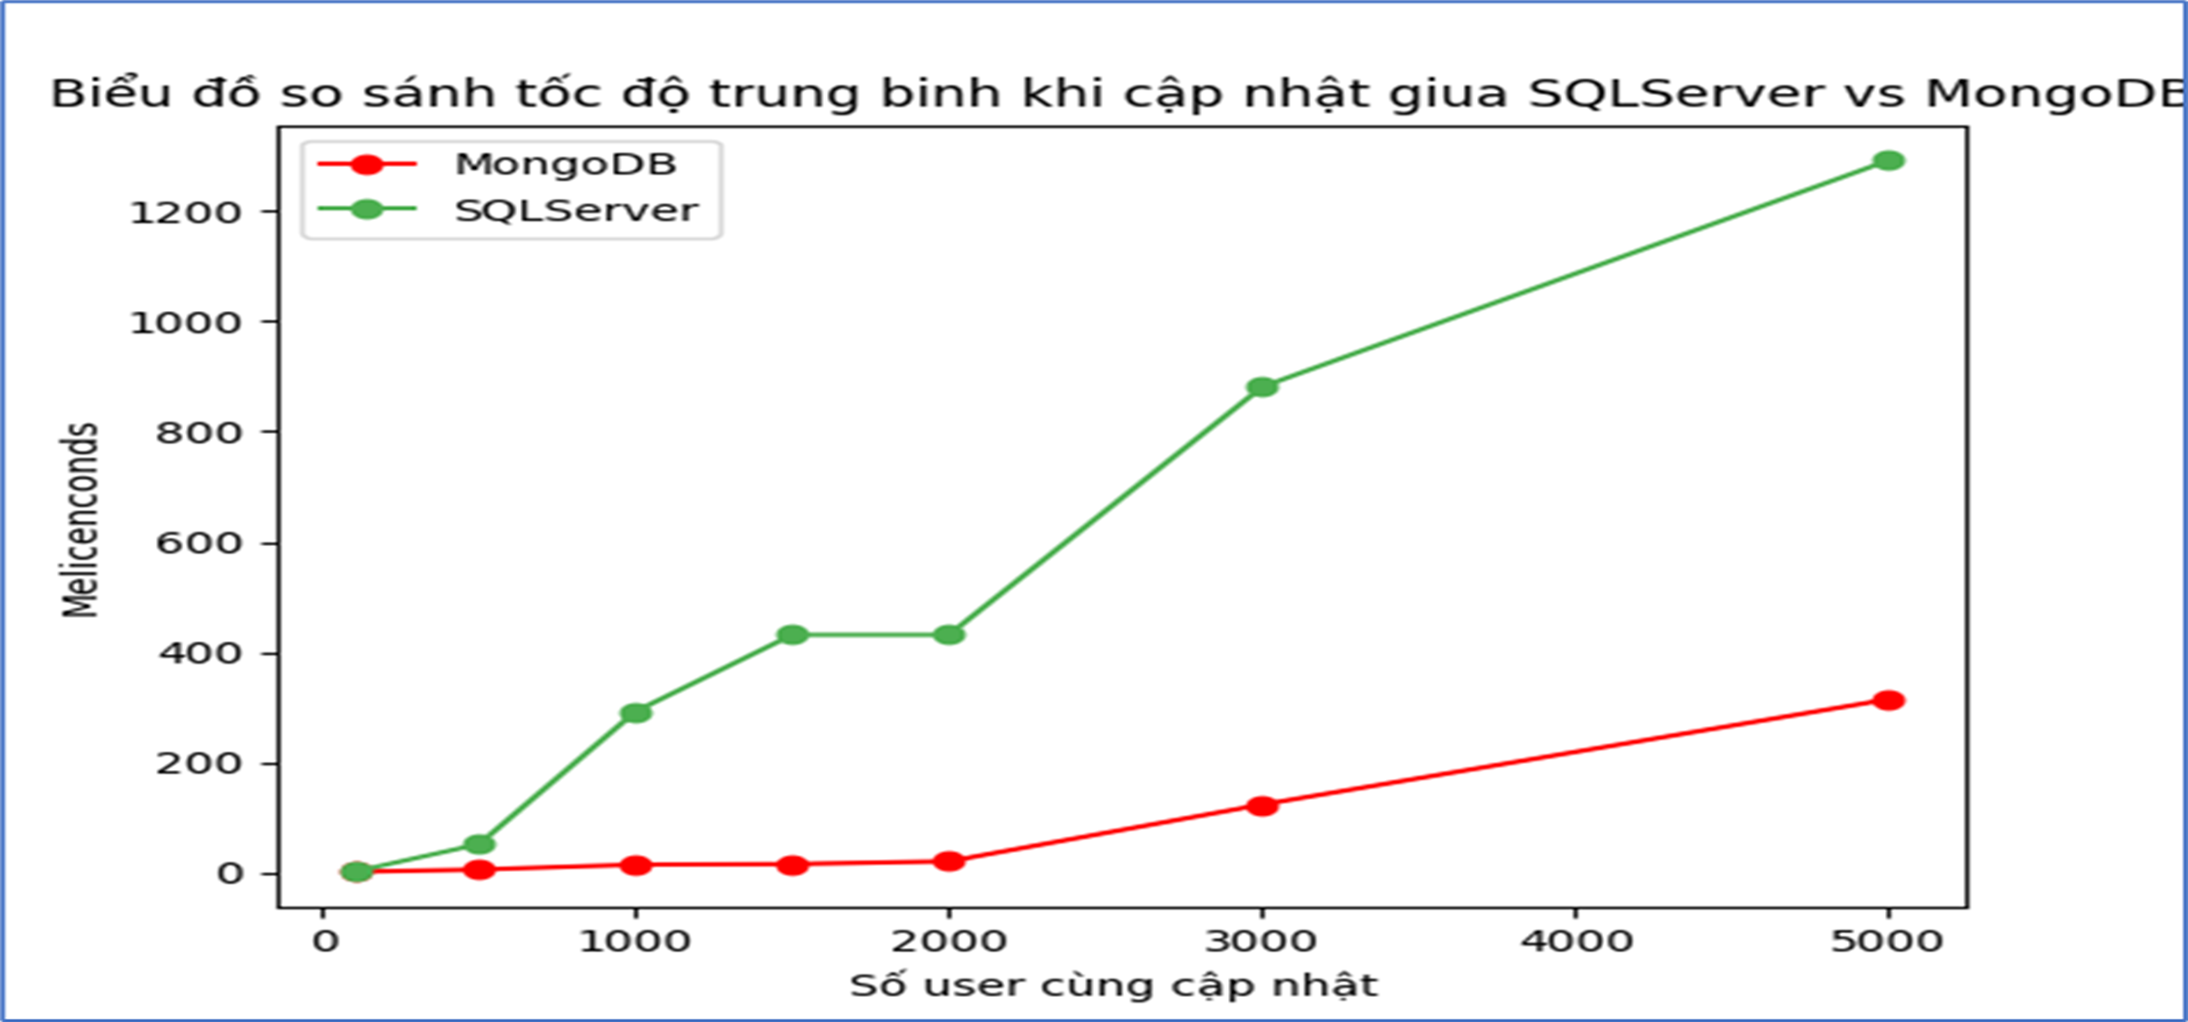 Biểu đồ so sánh tốc độ trung binh khi cập nhật giua SQLServer vs MongoDB
MongoDB
SQLServer
1200
1000
800
600
400
200
0
Melicenconds
0 1000 2000 3000 4000 5000
Số user cùng cập nhật